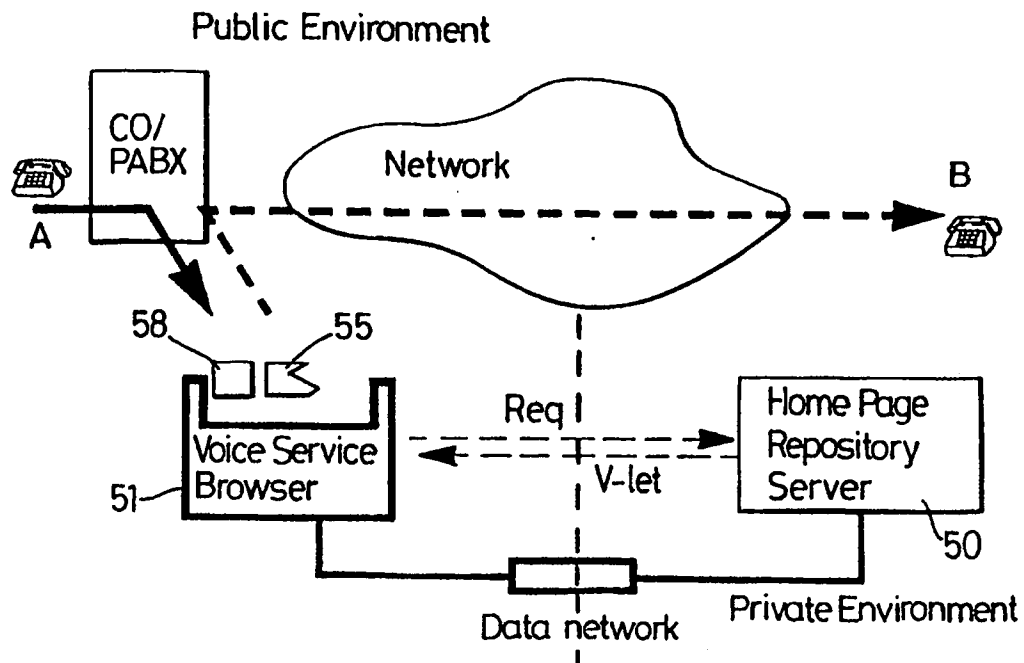 Public Environment
CO/
PABX
Network
A
B
58
55
Req
V-let
Voice Service
Browser
51
Home Page
Repository
Server
50
Data network
Private Environment